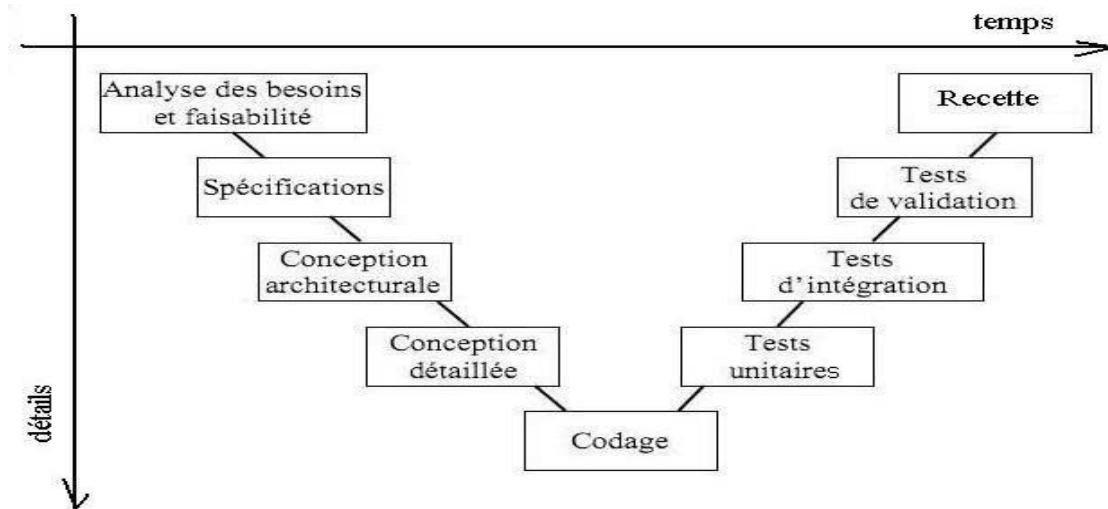 temps
Analyse des besoins
et faisabilité
Recette
Spécifications
Tests
de validation
Conception
architecturale
Tests
d'intégration
Conception
détaillée
Tests
unitaires
Codage
détails